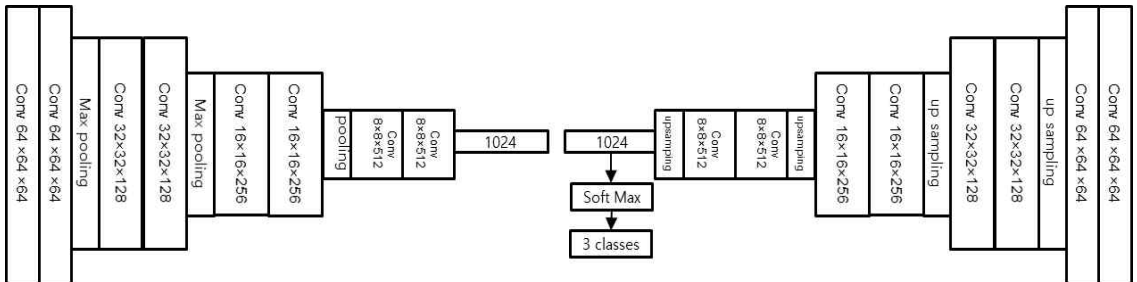 Conv 64 ×64 ×64
Conv 64 ×64 ×64
Max pooling
Conv 32×32×128
Conv 32×32×128
Max pooling
Conv 16×16×256
Conv 16×16×256
pooling
Conv
8×8×512
Conv
8×8×512
1024
1024
Soft Max
3 classes
upsamping
Conv
8×8×512
Conv
8×8×512
upsamping
Conv 16×16×256
Conv 16×16×256
up sampling
Conv 32×32×128
Conv 32×32×128
up sampling
Conv 64 ×64 ×64
Conv 64 ×64 ×64